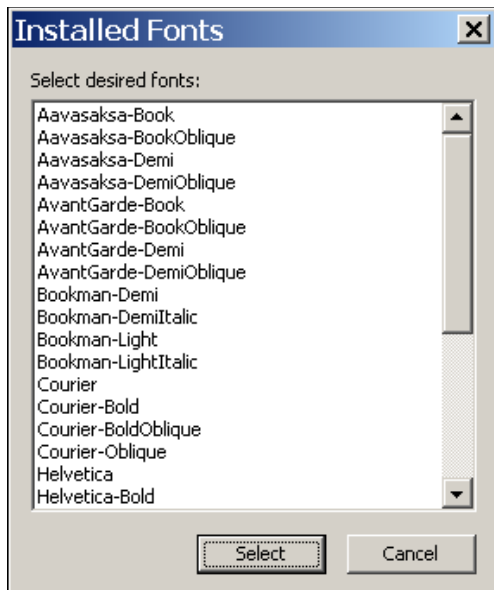 Installed Fonts
Select desired fonts:
Aavasaksa-Book
Aavasaksa-BookOblique
Aavasaksa-Demi
Aavasaksa-DemiOblique
AvantGarde-Book
AvantGarde-BookOblique
AvantGarde-Demi
AvantGarde-DemiOblique
Bookman-Demi
Bookman-DemiItalic
Bookman-Light
Bookman-LightItalic
Courier
Courier-Bold
Courier-BoldOblique
Courier-Oblique
Helvetica
Helvetica-Bold
Select Cancel